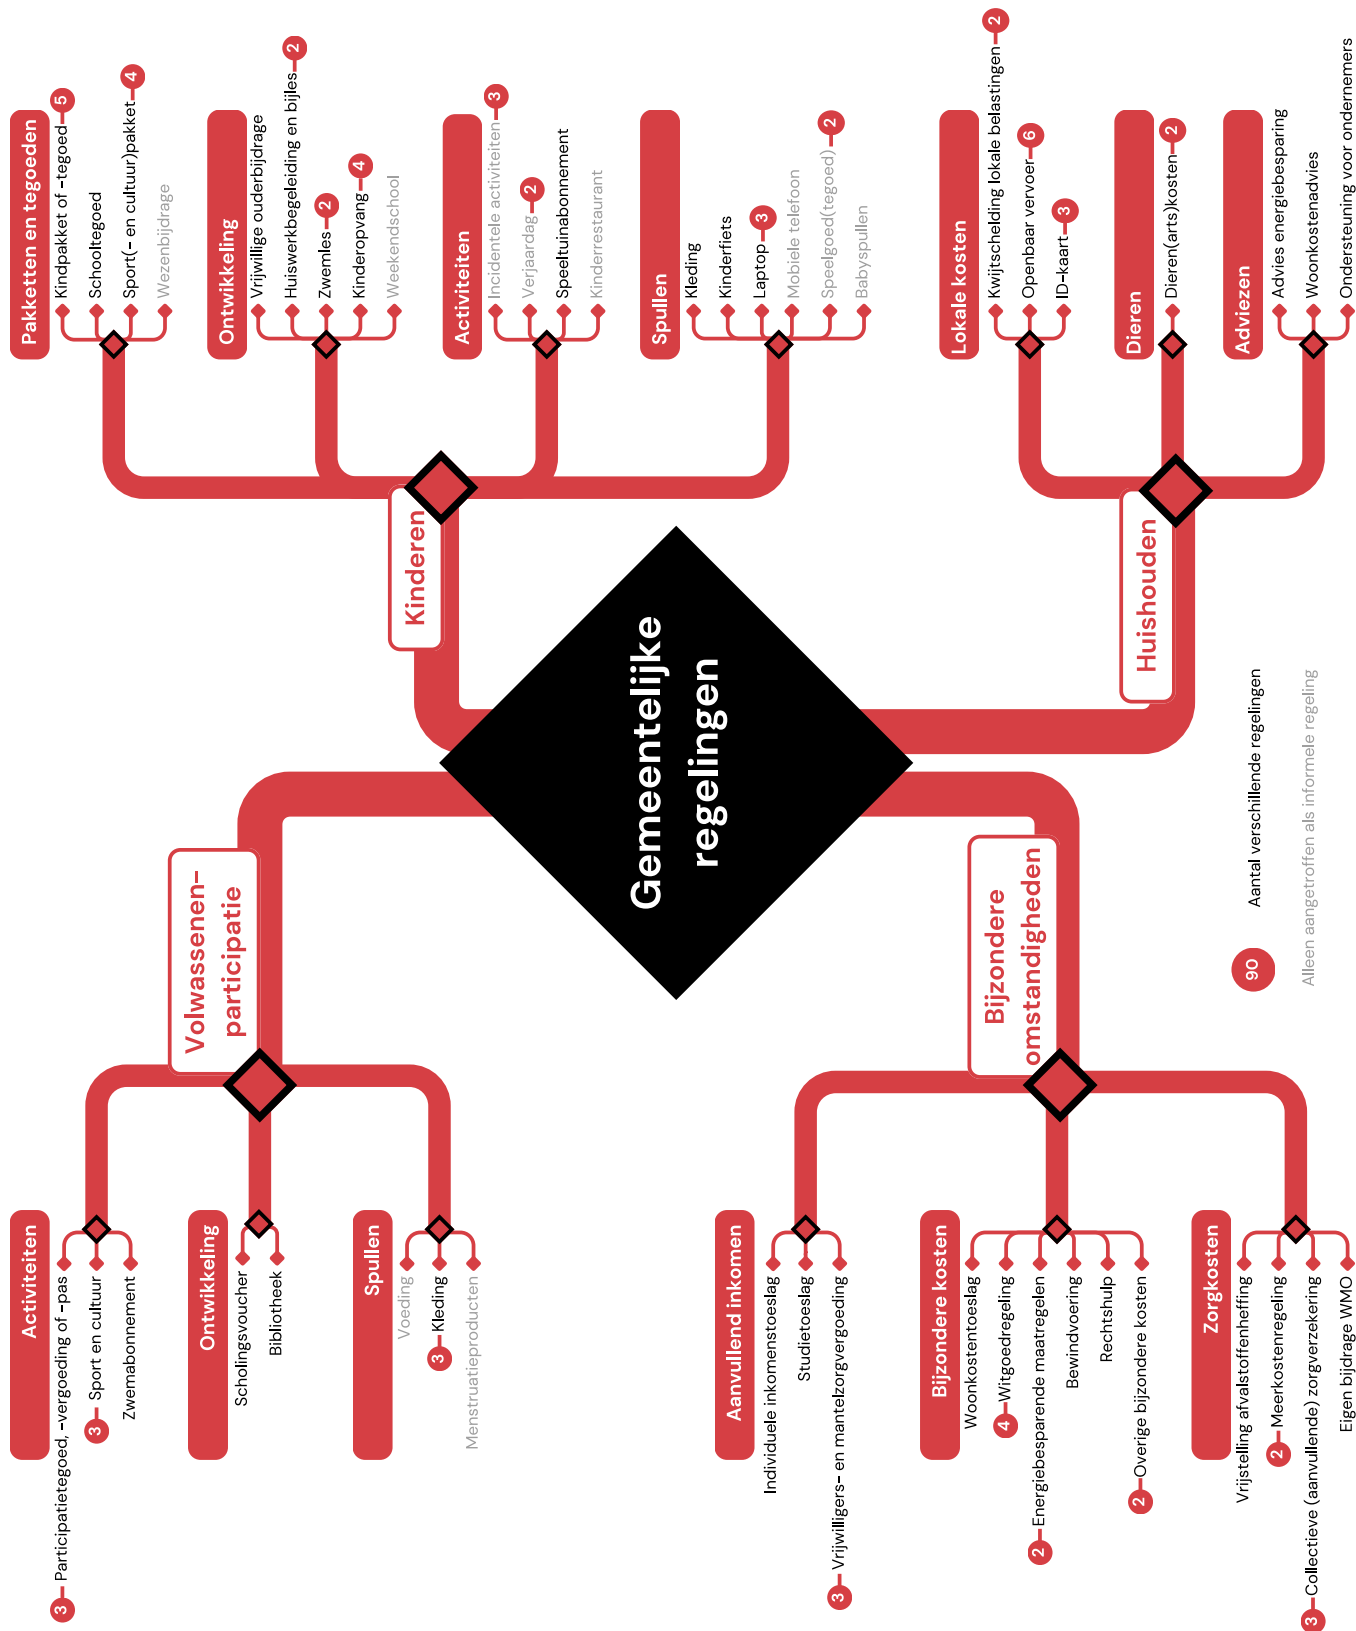 Gemeentelijke
regelingen
Volwassenen-
participatie
Activiteiten
Participatietegoed, -vergoeding of -pas 3
Sport en cultuur 3
Zwemabonnement
Ontwikkeling
Scholingsvoucher
Bibliotheek
Spullen
Voeding
Kleding 3
Menstruatieproducten
Kinderen
Pakketten en tegoeden
Kindpakket of -tegoed 5
Schooltegoed
Sport(- en cultuur)pakket 4
Wezenbijdrage
Ontwikkeling
Vrijwillige ouderbijdrage
Huiswerkbegeleiding en bijles 2
Zwemles 2
Kinderopvang 4
Weekendschool
Activiteiten
Incidentele activiteiten 3
Verjaardag 2
Speeltuinabonnement
Kinderrestaurant
Spullen
Kleding
Kinderfiets
Laptop 3
Mobiele telefoon
Speelgoed(tegoed) 2
Babyspullen
Bijzondere
omstandigheden
Aanvullend inkomen
Individuele inkomenstoeslag
Studietoeslag
3 Vrijwilligers- en mantelzorgvergoeding
Bijzondere kosten
Woonkostentoeslag
4 Witgoedregeling
2 Energiebesparende maatregelen
Bewindvoering
Rechtshulp
2 Overige bijzondere kosten
Zorgkosten
Vrijstelling afvalstoffenheffing
2 Meerkostenregeling
3 Collectieve (aanvullende) zorgverzekering
Eigen bijdrage WMO
Huishouden
Lokale kosten
Kwijtschelding lokale belastingen 2
Openbaar vervoer 6
ID-kaart 3
Dieren
Dieren(arts)kosten 2
Adviezen
Advies energiebesparing
Woonkostenadvies
Ondersteuning voor ondernemers
90 Aantal verschillende regelingen
Alleen aangetroffen als informele regeling